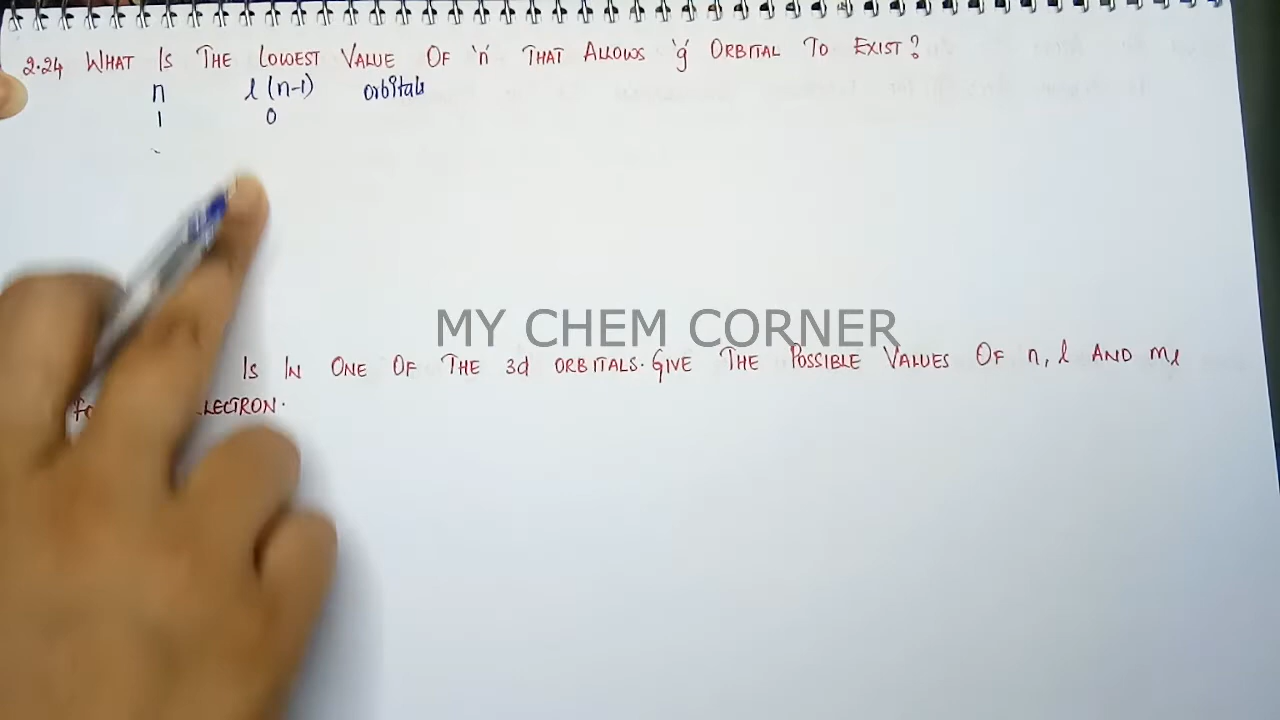 2.24 WHAT IS THE LOWEST VALUE OF 'n' THAT ALLOWS 'g' ORBITAL TO EXIST?
n l (n-1) orbitals
1 0
MY CHEM CORNER
IS IN ONE OF THE 3d ORBITALS. GIVE THE POSSIBLE VALUES OF n, l AND ml